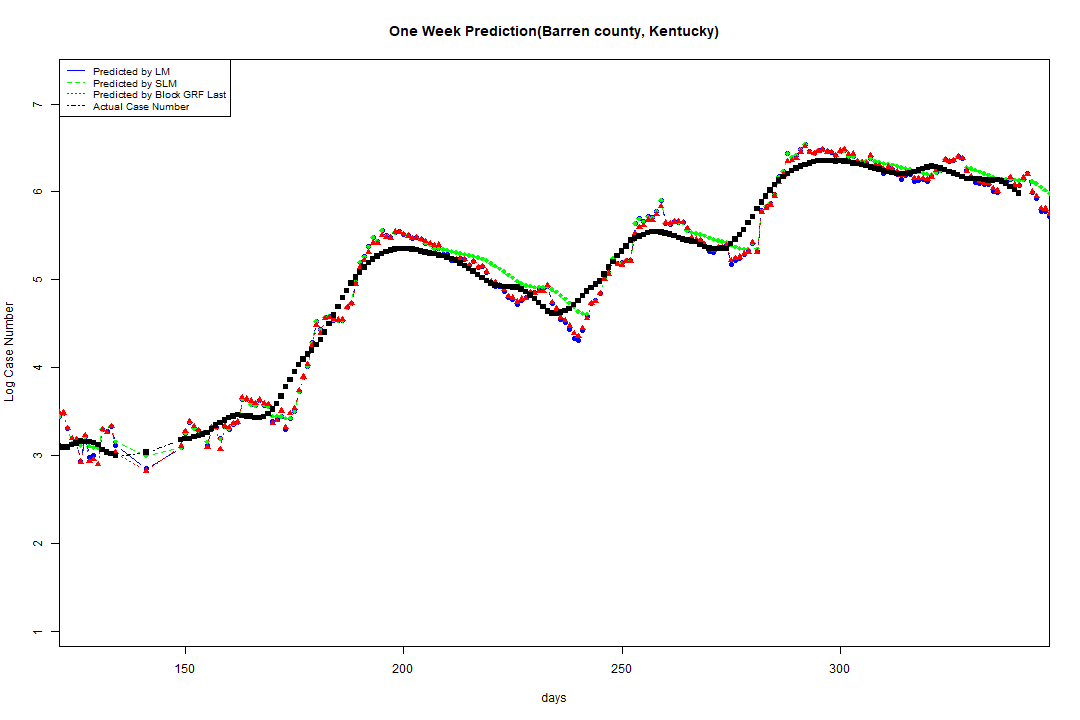 One Week Prediction(Barren county, Kentucky)
Predicted by LM
Predicted by SLM
Predicted by Block GRF Last
Actual Case Number
7
6
5
4
3
2
1
Log Case Number
150 200 250 300
days